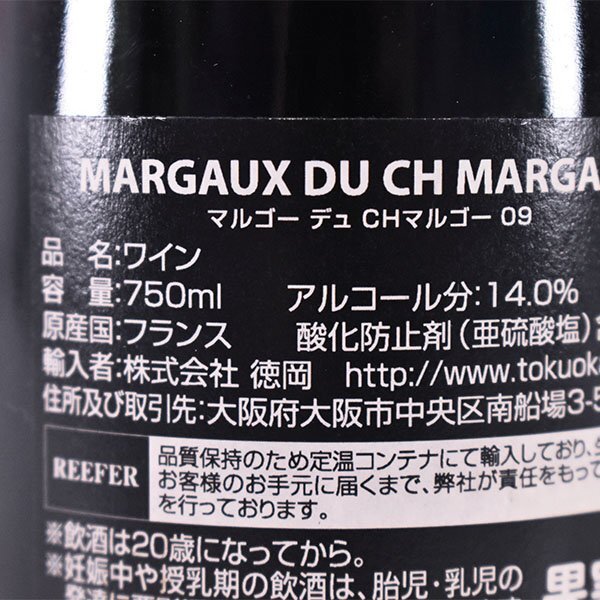 MARGAUX DU CH MARGA
マルゴー デュ CHマルゴー 09
品 名:ワイン
容 量:750ml アルコール分:14.0%
原産国:フランス 酸化防止剤(亜硫酸塩)
輸入者:株式会社 徳岡 http://www.tokuoka
住所及び取引先:大阪府大阪市中央区南船場3-5
REEFER
品質保持のため定温コンテナにて輸入しており、
お客様のお手元に届くまで、弊社が責任をもって
を行っております。
※飲酒は20歳になってから。
※妊娠中や授乳期の飲酒は、胎児・乳児の